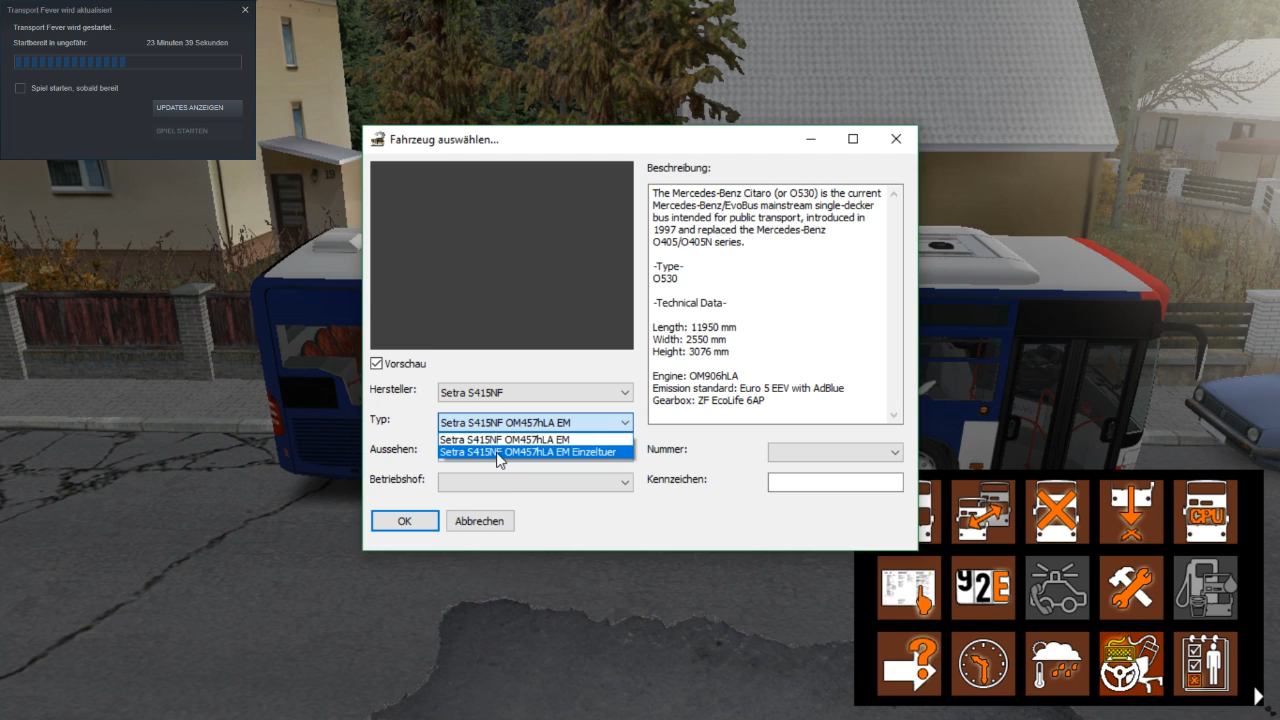 Transport Fever wird aktualisiert
Transport Fever wird gestartet..
Startbereit in ungefähr: 23 Minuten 39 Sekunden
Spiel starten, sobald bereit
UPDATES ANZEIGEN
SPIEL STARTEN
Fahrzeug auswählen...
Beschreibung:
The Mercedes-Benz Citaro (or O530) is the current
Mercedes-Benz/EvoBus mainstream single-decker
bus intended for public transport, introduced in
1997 and replaced the Mercedes-Benz
O405/O405N series.
-Type-
O530
-Technical Data-
Length: 11950 mm
Width: 2550 mm
Height: 3076 mm
Engine: OM906hLA
Emission standard: Euro 5 EEV with AdBlue
Gearbox: ZF EcoLife 6AP
Vorschau
Hersteller: Setra S415NF
Typ: Setra S415NF OM457hLA EM
Setra S415NF OM457hLA EM
Setra S415NF OM457hLA EM Einzeltuer
Aussehen:
Nummer:
Betriebshof:
Kennzeichen:
OK
Abbrechen
CPU
92E
?